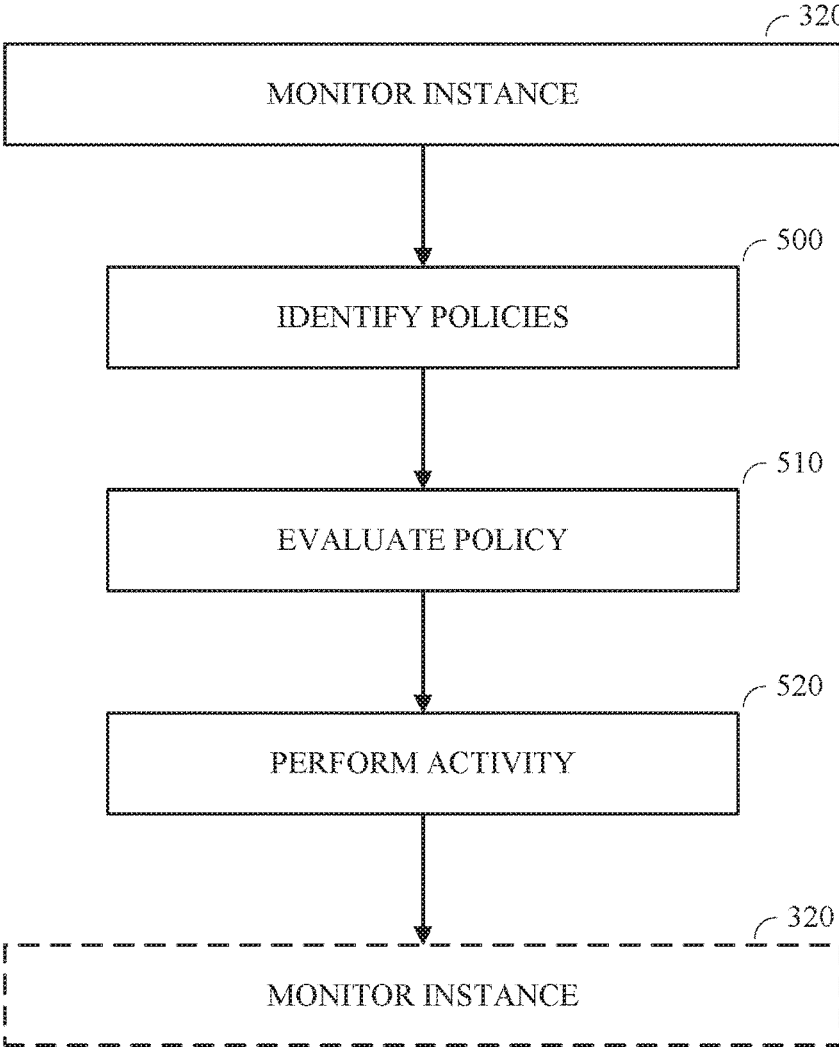 320
MONITOR INSTANCE
500
IDENTIFY POLICIES
510
EVALUATE POLICY
520
PERFORM ACTIVITY
320
MONITOR INSTANCE